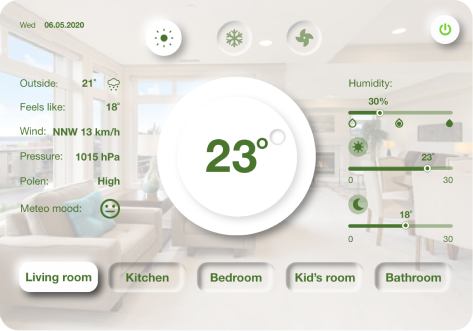 Wed 06.05.2020
Outside: 21°
Feels like: 18°
Wind: NNW 13 km/h
Pressure: 1015 hPa
Polen: High
Meteo mood:
23°
Humidity:
30%
23°
0 30
18°
0 30
Living room Kitchen Bedroom Kid's room Bathroom